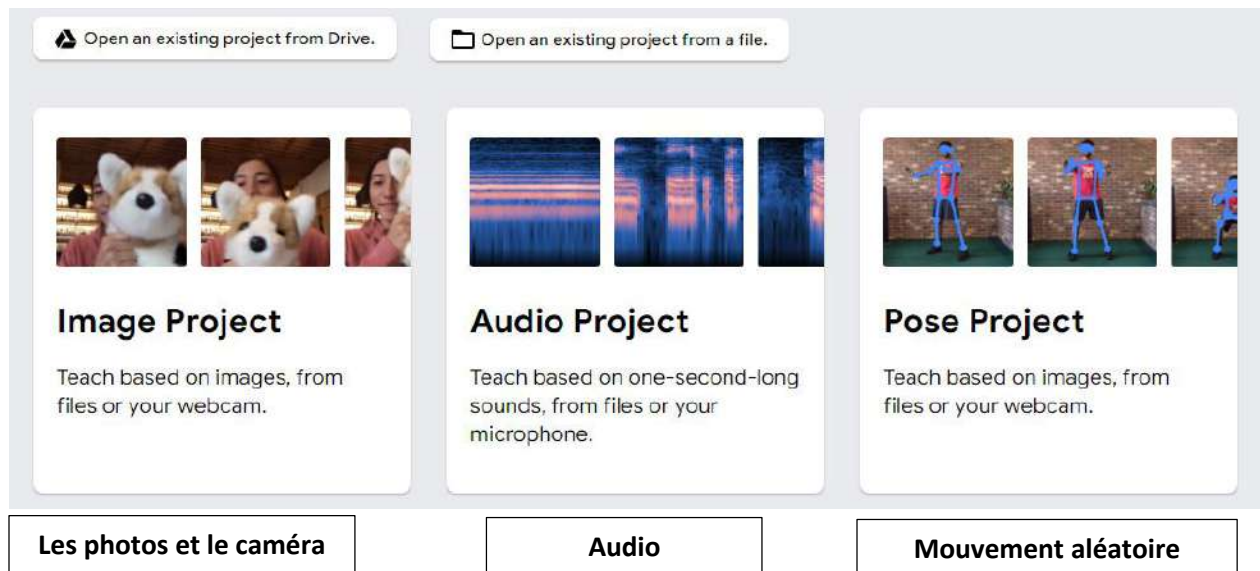 Open an existing project from Drive.
Open an existing project from a file.
Image Project
Teach based on images, from
files or your webcam.
Audio Project
Teach based on one-second-long
sounds, from files or your
microphone.
Pose Project
Teach based on images, from
files or your webcam.
Les photos et le caméra
Audio
Mouvement aléatoire